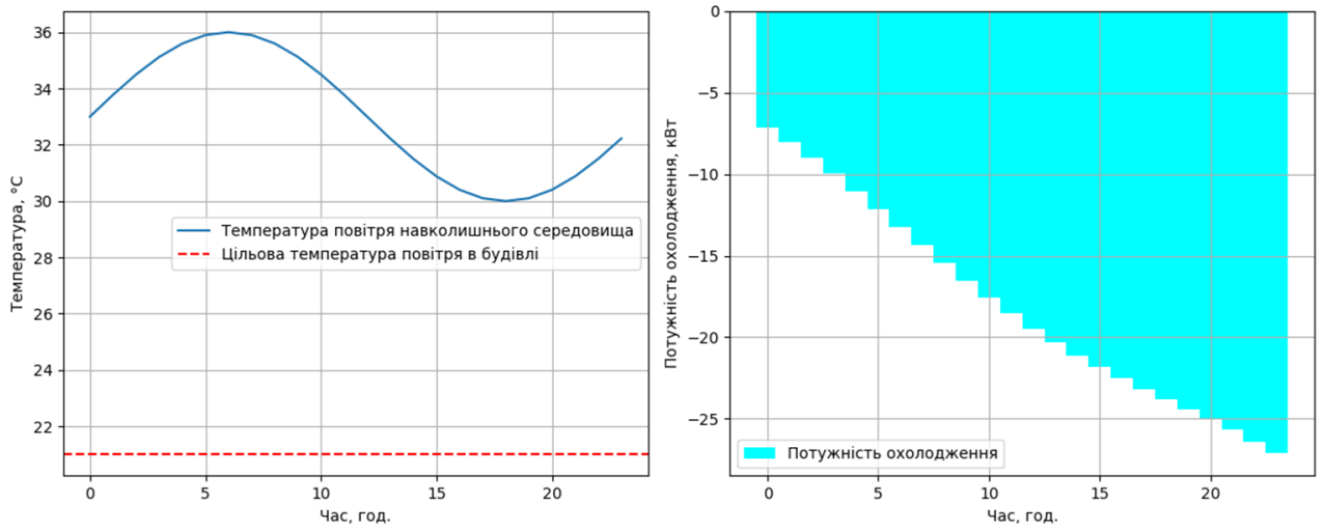 36
34
32
30
28
26
24
22
Температура, °C
Температура повітря навколишнього середовища
Цільова температура повітря в будівлі
0 5 10 15 20
Час, год.
0
−5
−10
−15
−20
−25
Потужність охолодження, кВт
Потужність охолодження
0 5 10 15 20
Час, год.